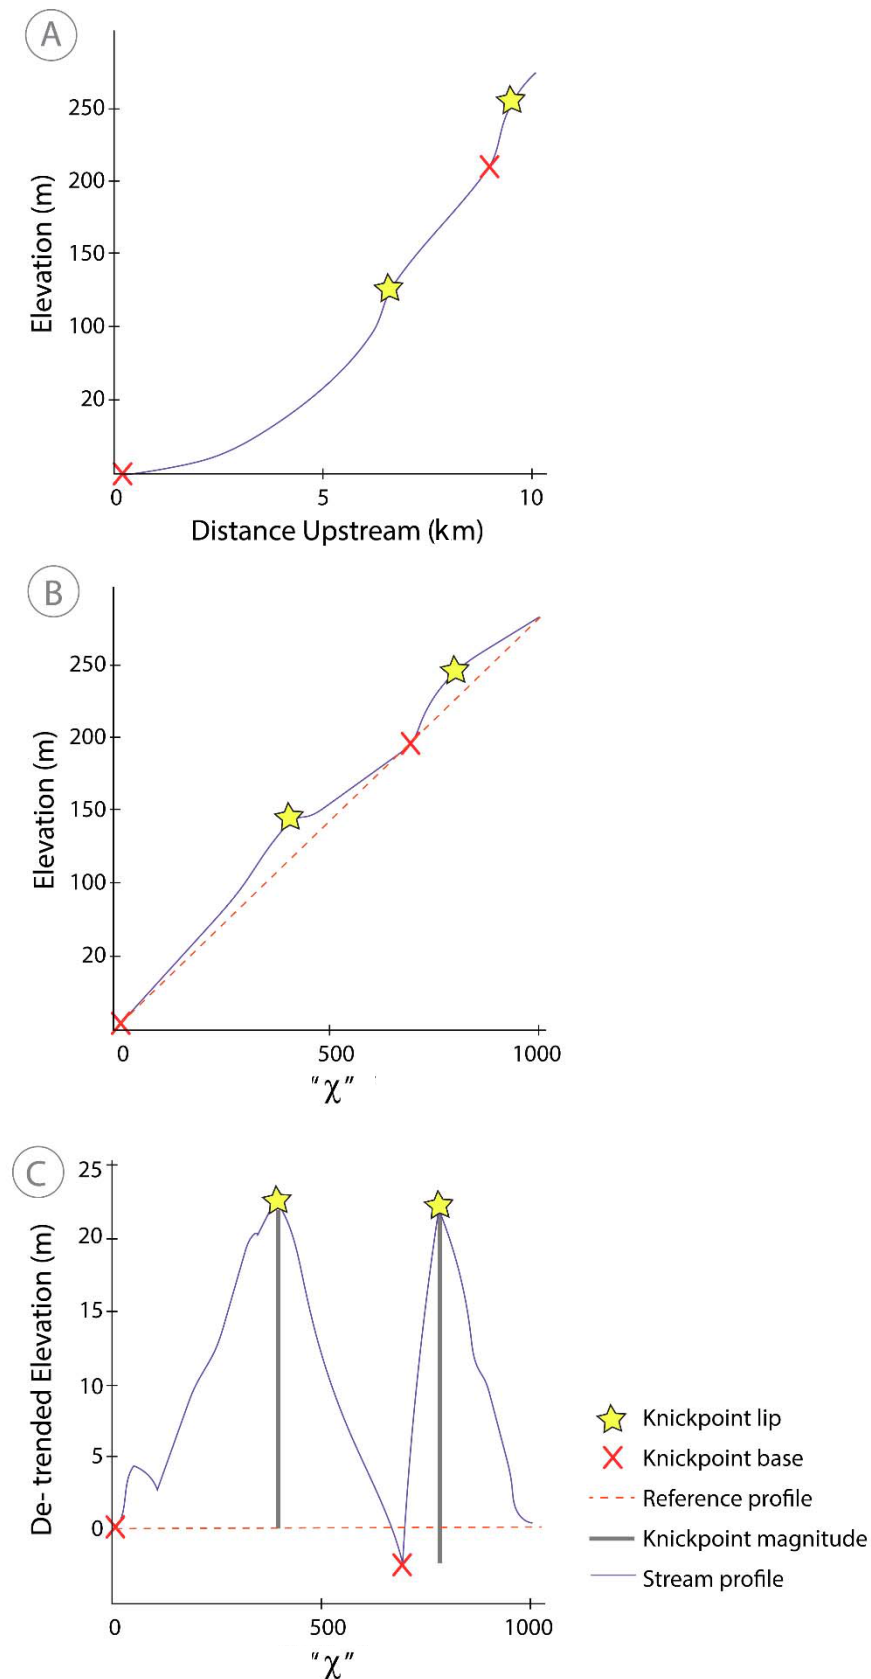 A
Elevation (m)
250
200
150
100
20
0 5 10
Distance Upstream (km)
B
Elevation (m)
250
200
150
100
20
0 500 1000
"χ"
C
De- trended Elevation (m)
25
20
15
10
5
0
0 500 1000
"χ"
Knickpoint lip
Knickpoint base
Reference profile
Knickpoint magnitude
Stream profile